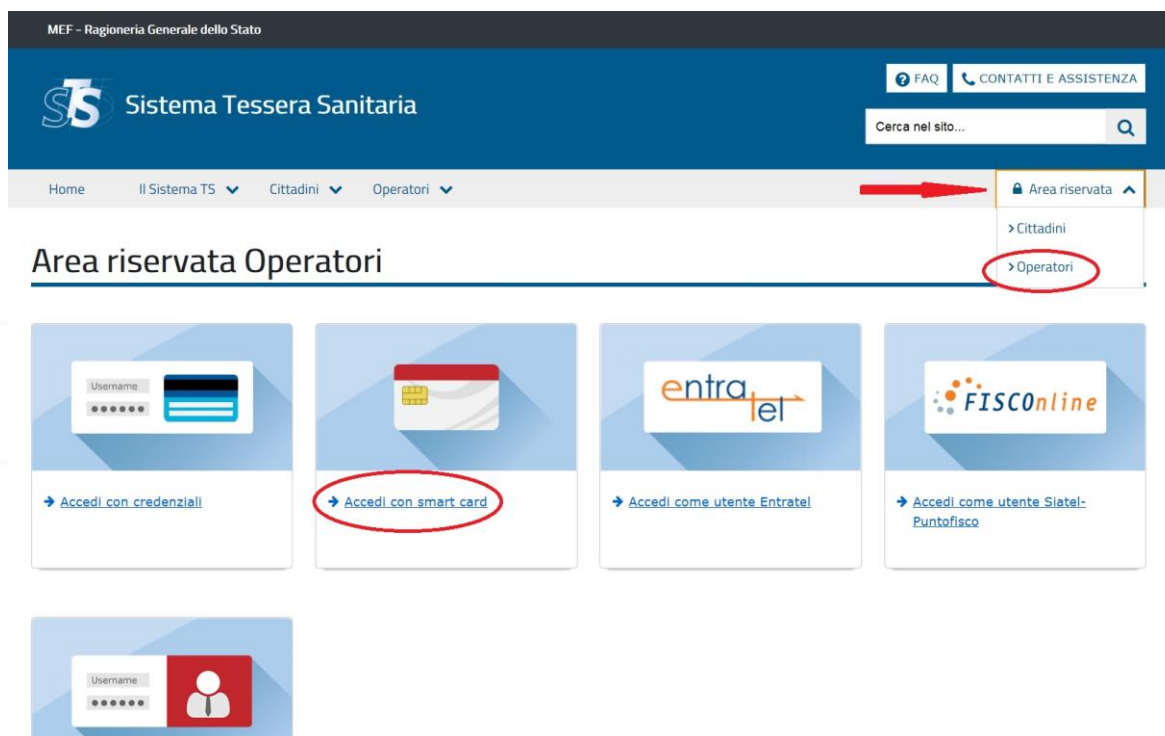 MEF - Ragioneria Generale dello Stato
FAQ
CONTATTI E ASSISTENZA
STS
Sistema Tessera Sanitaria
Cerca nel sito...
Home
Il Sistema TS
Cittadini
Operatori
Area riservata
Cittadini
Operatori
Area riservata Operatori
Username
entratel
FISCOnline
Accedi con credenziali
Accedi con smart card
Accedi come utente Entratel
Accedi come utente Siatel-
Puntofisco
Username